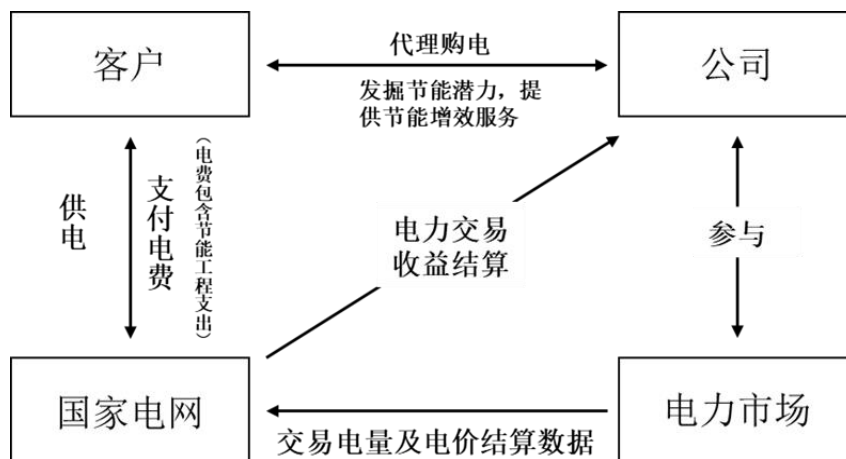 客户
代理购电
公司
发掘节能潜力，提
供节能增效服务
供电
支付电费
（电费包含节能工程支出）
电力交易
收益结算
参与
国家电网
交易电量及电价结算数据
电力市场